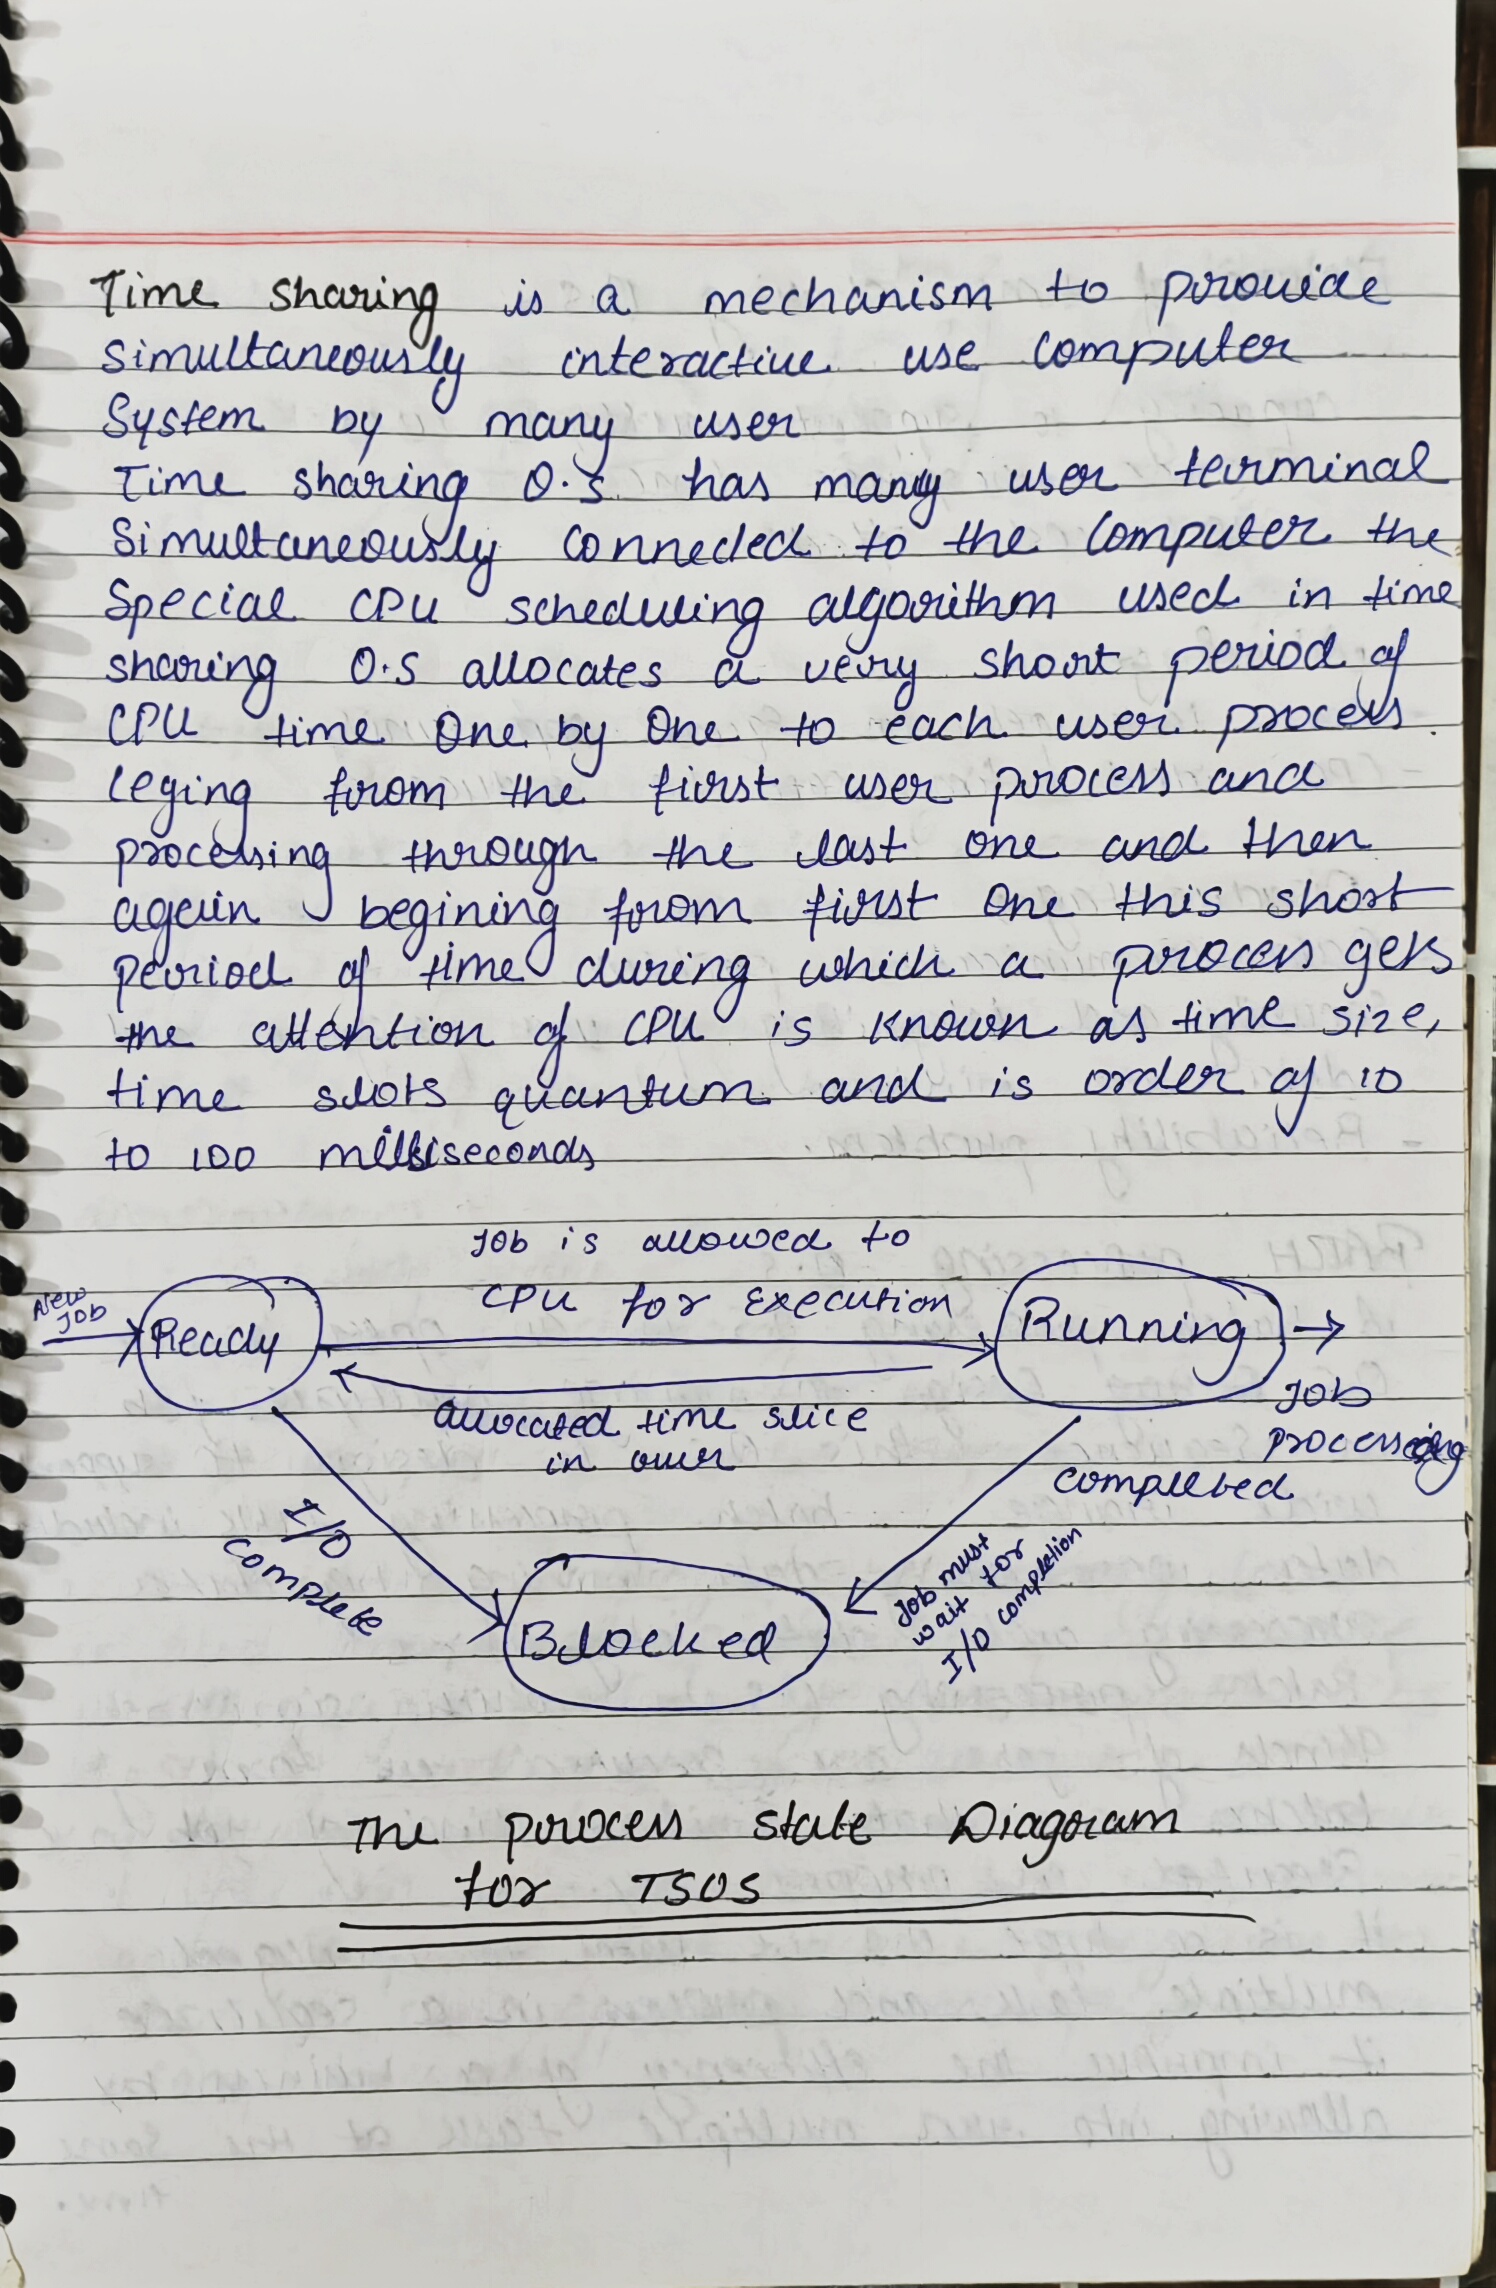 Time sharing is a mechanism to provide
Simultaneously interactive use Computer
System by many user
Time sharing O.S has many user terminal
Simultaneously Connected to the Computer the
Special CPU scheduling algorithm used in time
sharing O.S allocates a very short period of
CPU time One by One to each user process.
leging from the first user process and
processing through the last one and then
again begining from first One this short
period of time during which a process gets
the attention of CPU is known as time size,
time slots quantum and is order of 10
to 100 milliseconds
Job is allowed to
CPU for Execution
New
Job
Ready
Running
Allocated time slice
in over
Job
processing
completed
I/O
complete
Job must
wait for
I/O completion
Blocked
The process state Diagram
for TSOS